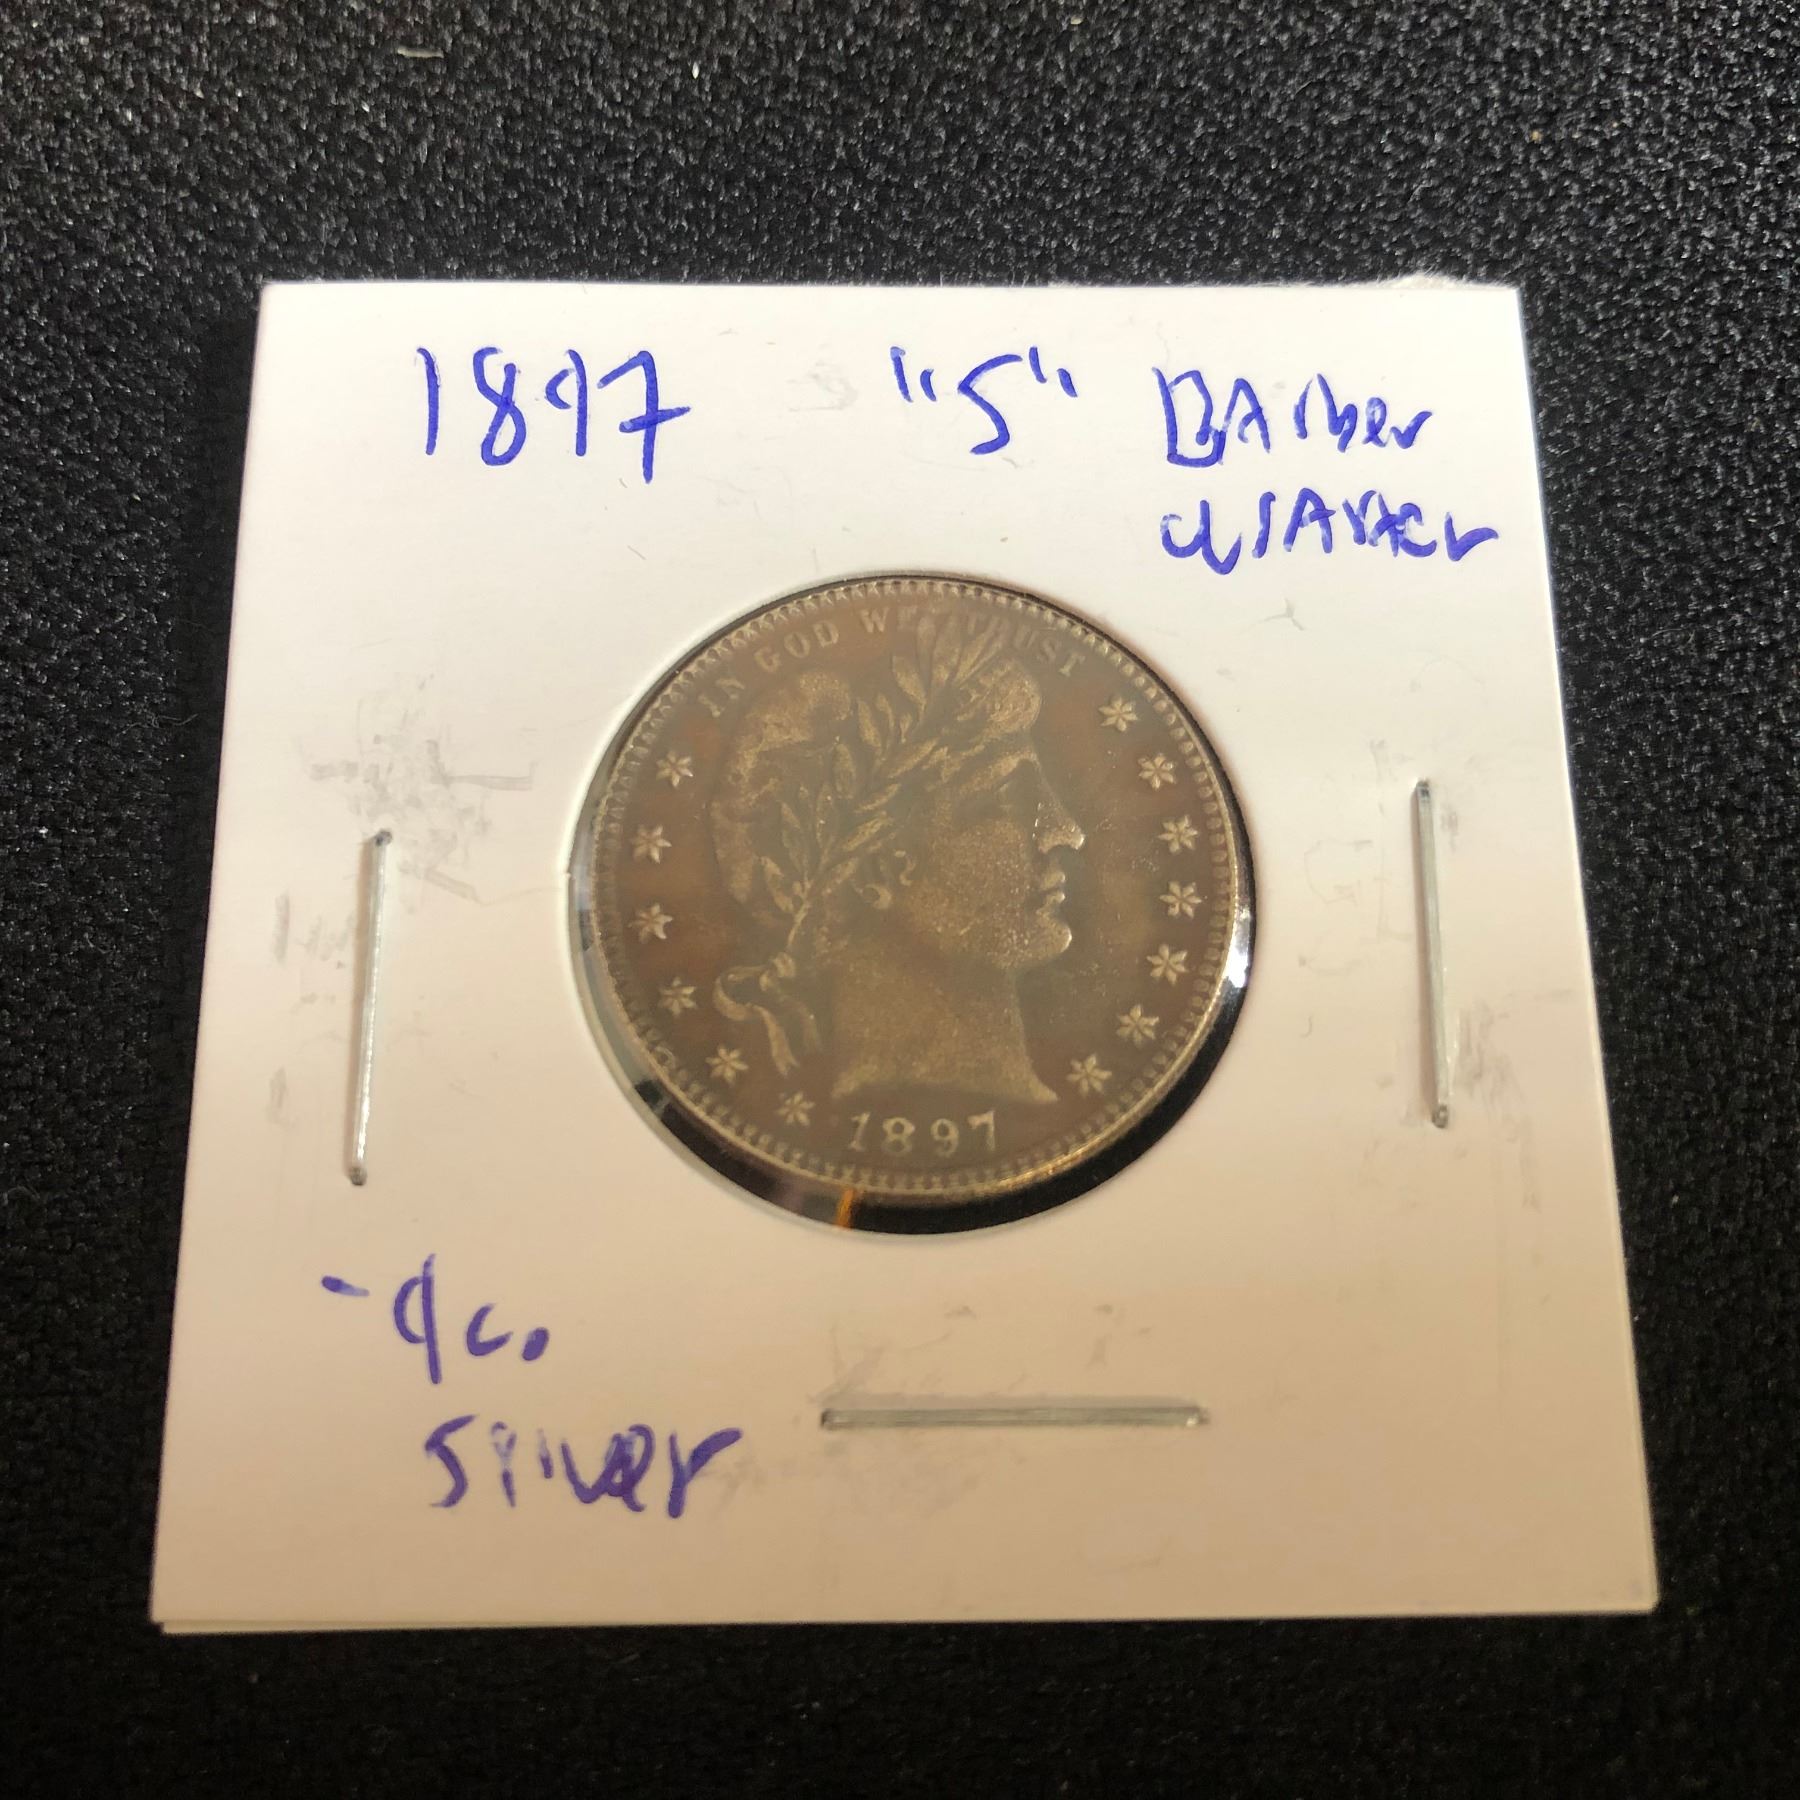 1897 "S" BArber
quArter
IN GOD WE TRUST
1897
- 90%
silver